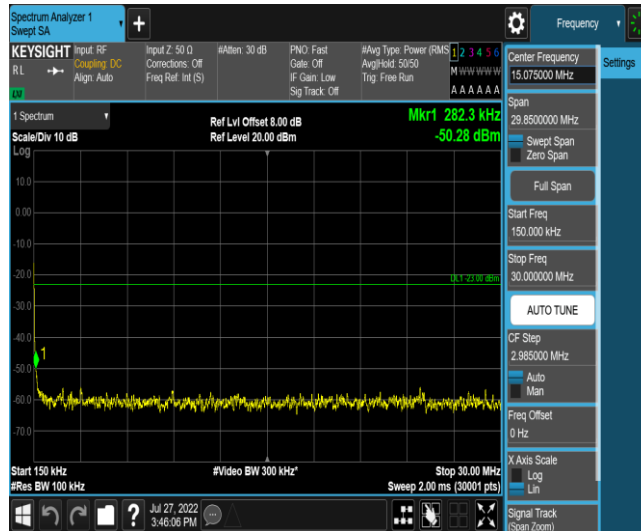 Spectrum Analyzer 1
Swept SA
Frequency
KEYSIGHT
RL
LXI
Input: RF
Coupling: DC
Align: Auto
Input Z: 50 Ω
Corrections: Off
Freq Ref: Int (S)
#Atten: 30 dB
PNO: Fast
Gate: Off
IF Gain: Low
Sig Track: Off
#Avg Type: Power (RMS
Avg|Hold: 50/50
Trig: Free Run
1 2 3 4 5 6
M W W W W W
A A A A A A
1 Spectrum
Scale/Div 10 dB
Log
Ref Lvl Offset 8.00 dB
Ref Level 20.00 dBm
Mkr1 282.3 kHz
-50.28 dBm
10.0
0.00
-10.0
-20.0
-30.0
-40.0
-50.0
-60.0
-70.0
DL1 -23.00 dBm
1
Start 150 kHz
#Res BW 100 kHz
#Video BW 300 kHz*
Stop 30.00 MHz
Sweep 2.00 ms (30001 pts)
Center Frequency
15.075000 MHz
Settings
Span
29.8500000 MHz
Swept Span
Zero Span
Full Span
Start Freq
150.000 kHz
Stop Freq
30.000000 MHz
AUTO TUNE
CF Step
2.985000 MHz
Auto
Man
Freq Offset
0 Hz
X Axis Scale
Log
Lin
Signal Track
(Span Zoom)
?
Jul 27, 2022
3:46:06 PM